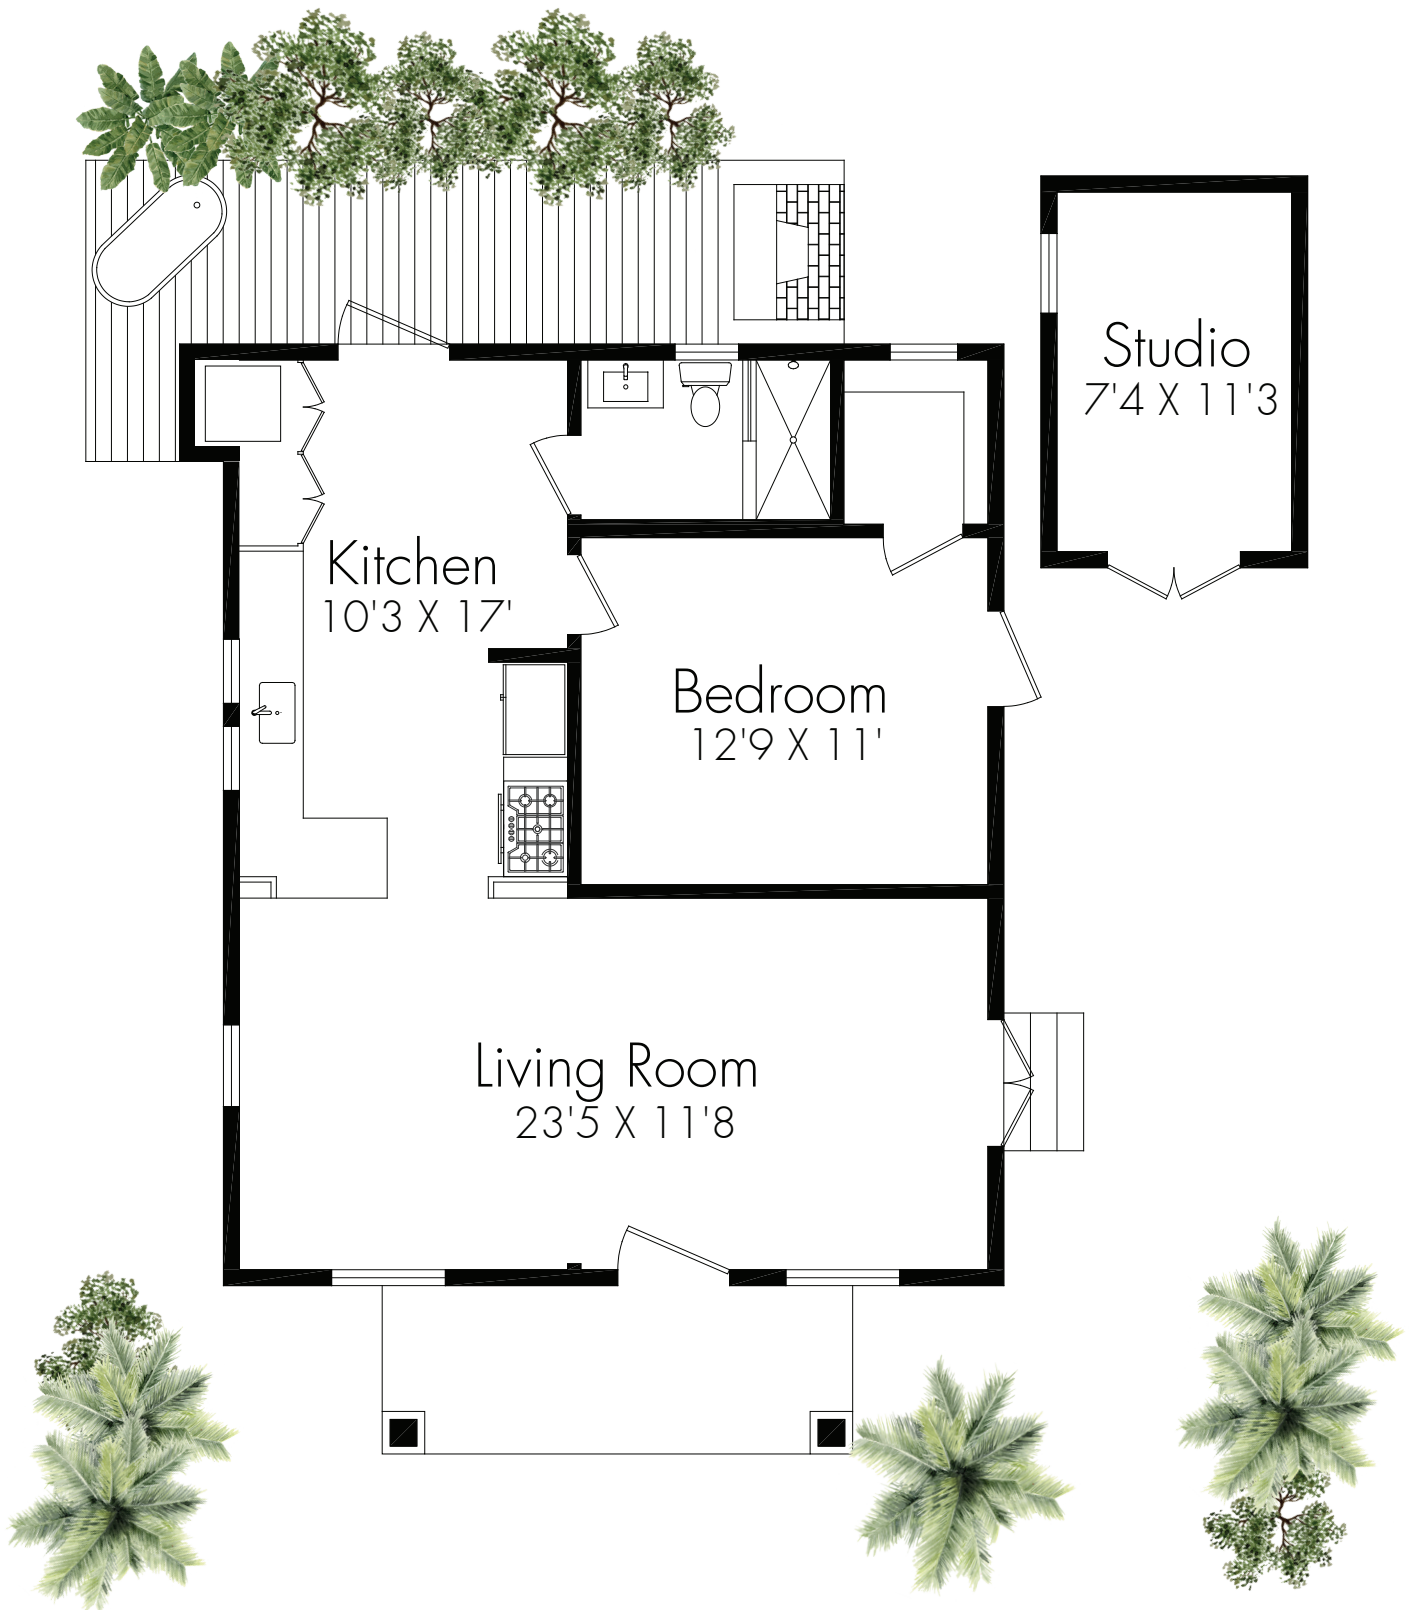 Studio
7'4 X 11'3
Kitchen
10'3 X 17'
Bedroom
12'9 X 11'
Living Room
23'5 X 11'8